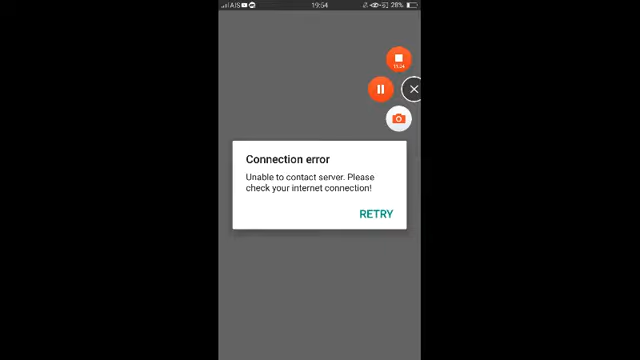 AIS 19:54 28%
Connection error
Unable to contact server. Please
check your internet connection!
RETRY